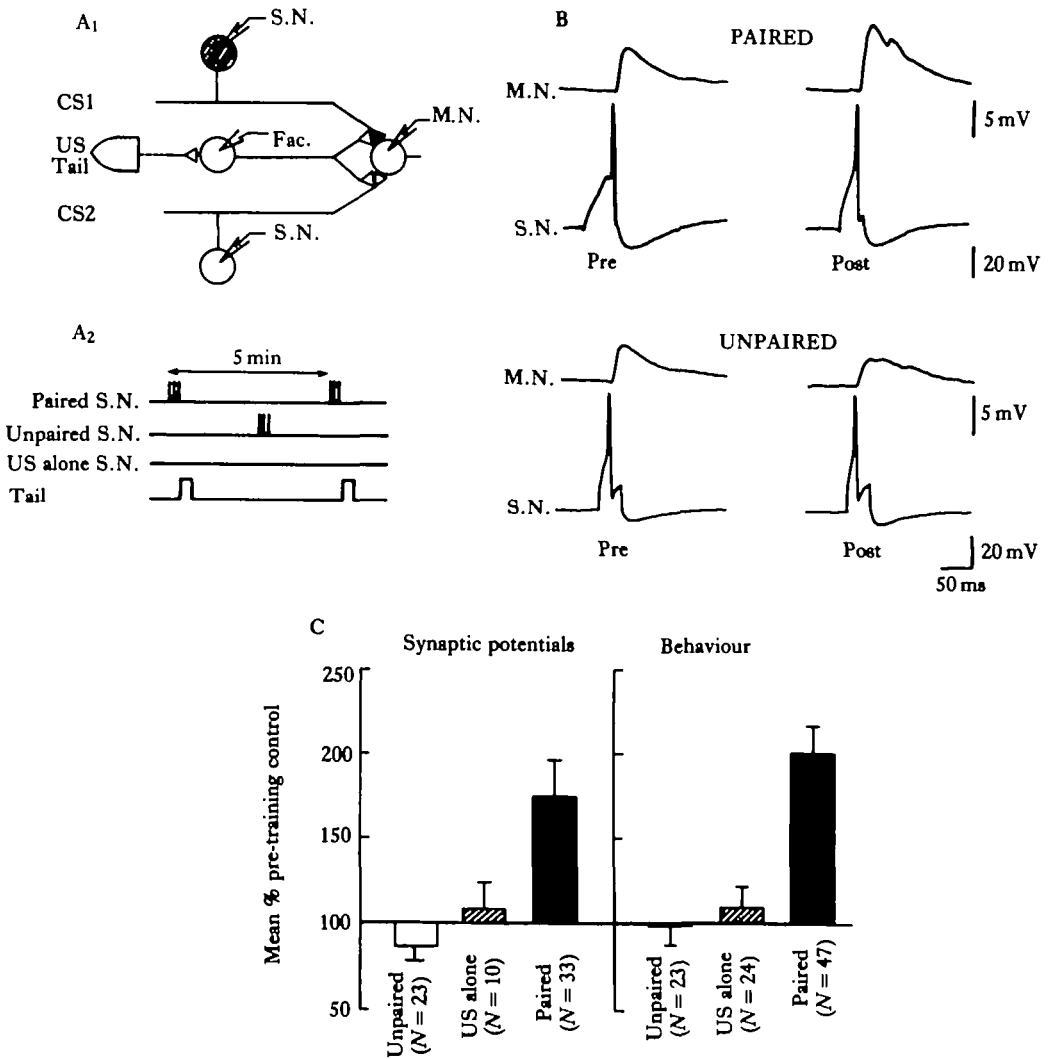 A1
S.N.
CS1
M.N.
US
Tail
Fac.
CS2
S.N.
A2
5 min
Paired S.N.
Unpaired S.N.
US alone S.N.
Tail
B
PAIRED
M.N.
5 mV
S.N.
Pre
Post
20 mV
UNPAIRED
M.N.
5 mV
S.N.
Pre
Post
20 mV
50 ms
C
Synaptic potentials
Behaviour
Mean % pre-training control
250
200
150
100
50
Unpaired
(N = 23)
US alone
(N = 10)
Paired
(N = 33)
Unpaired
(N = 23)
US alone
(N = 24)
Paired
(N = 47)